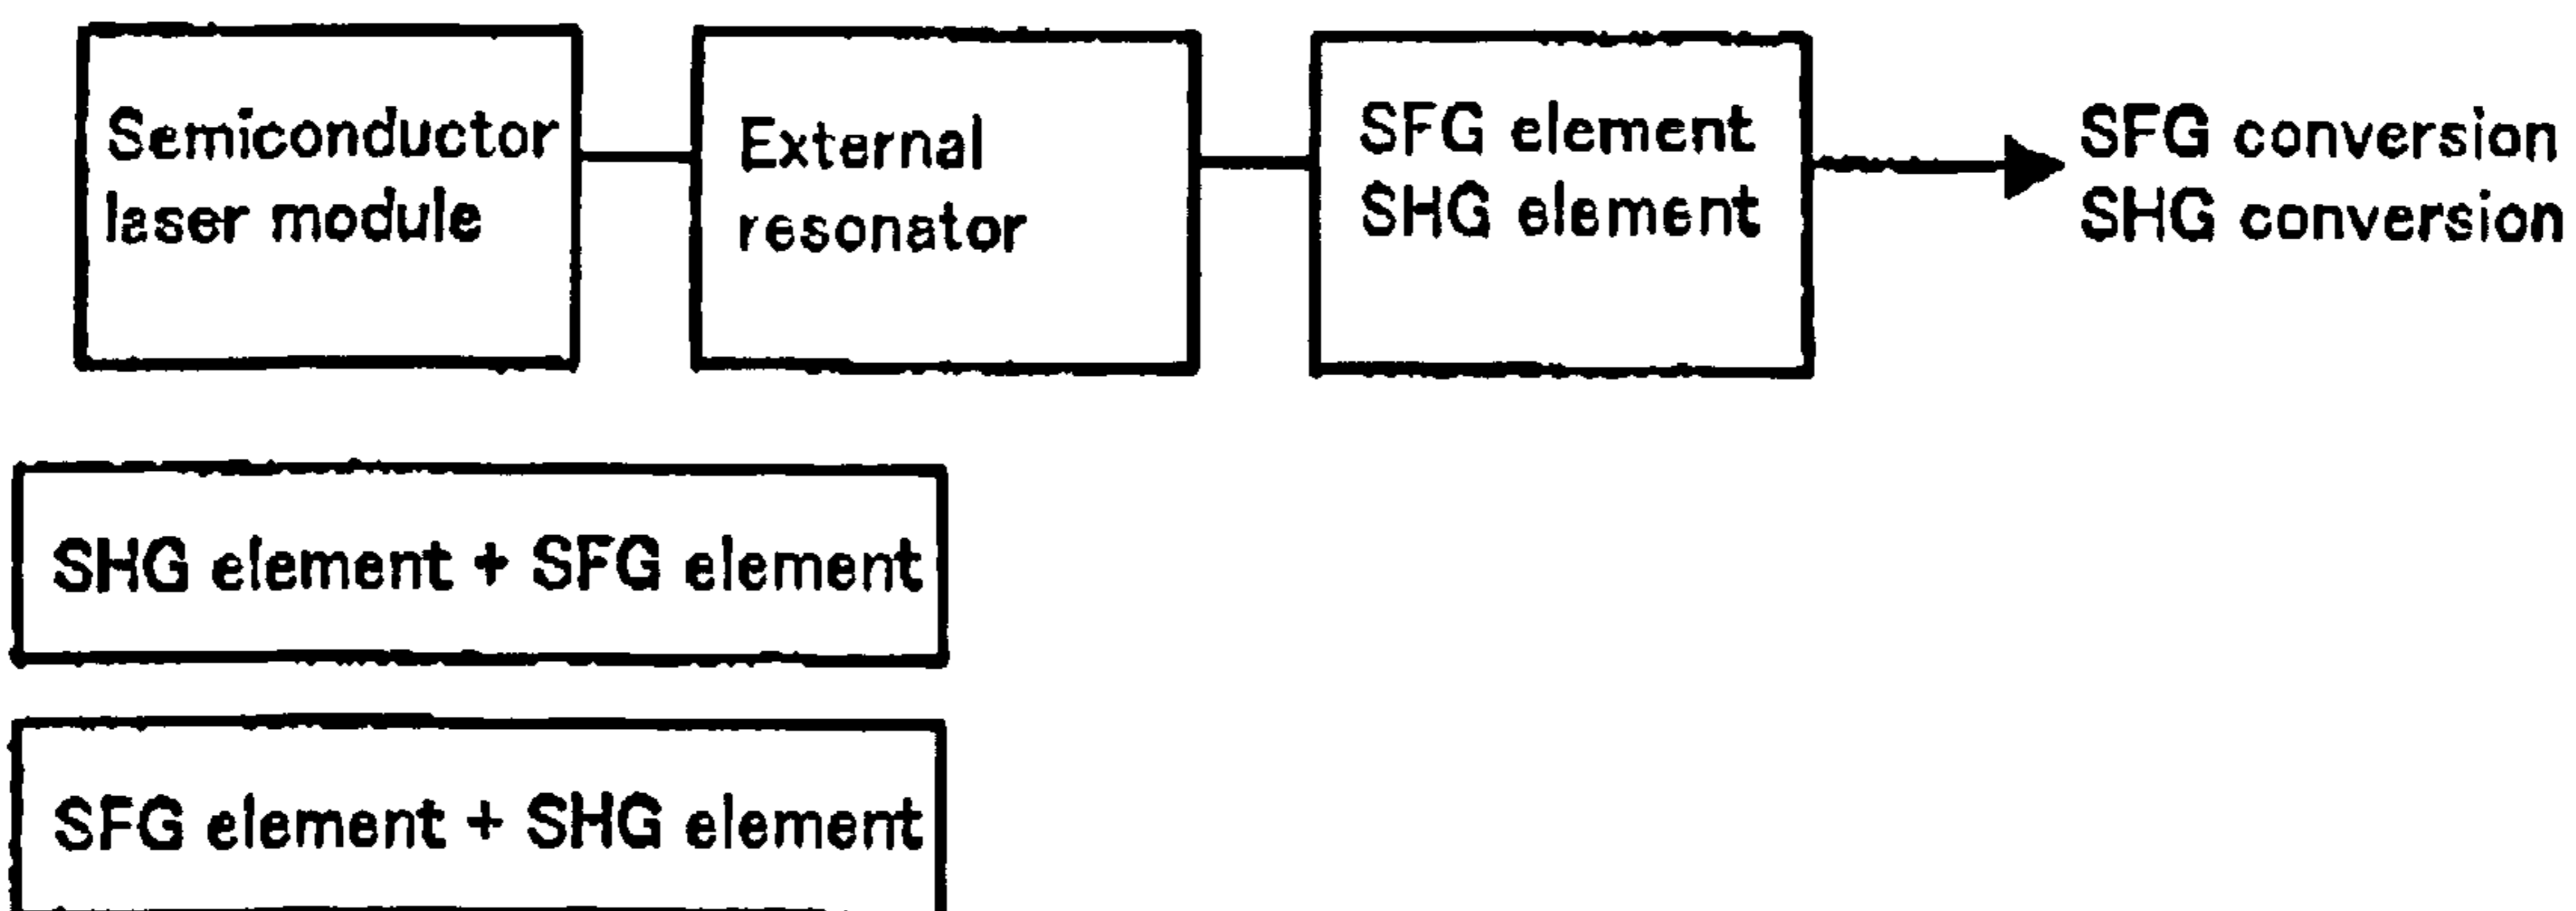 Semiconductor
laser module
External
resonator
SFG element
SHG element
SFG conversion
SHG conversion
SHG element + SFG element
SFG element + SHG element